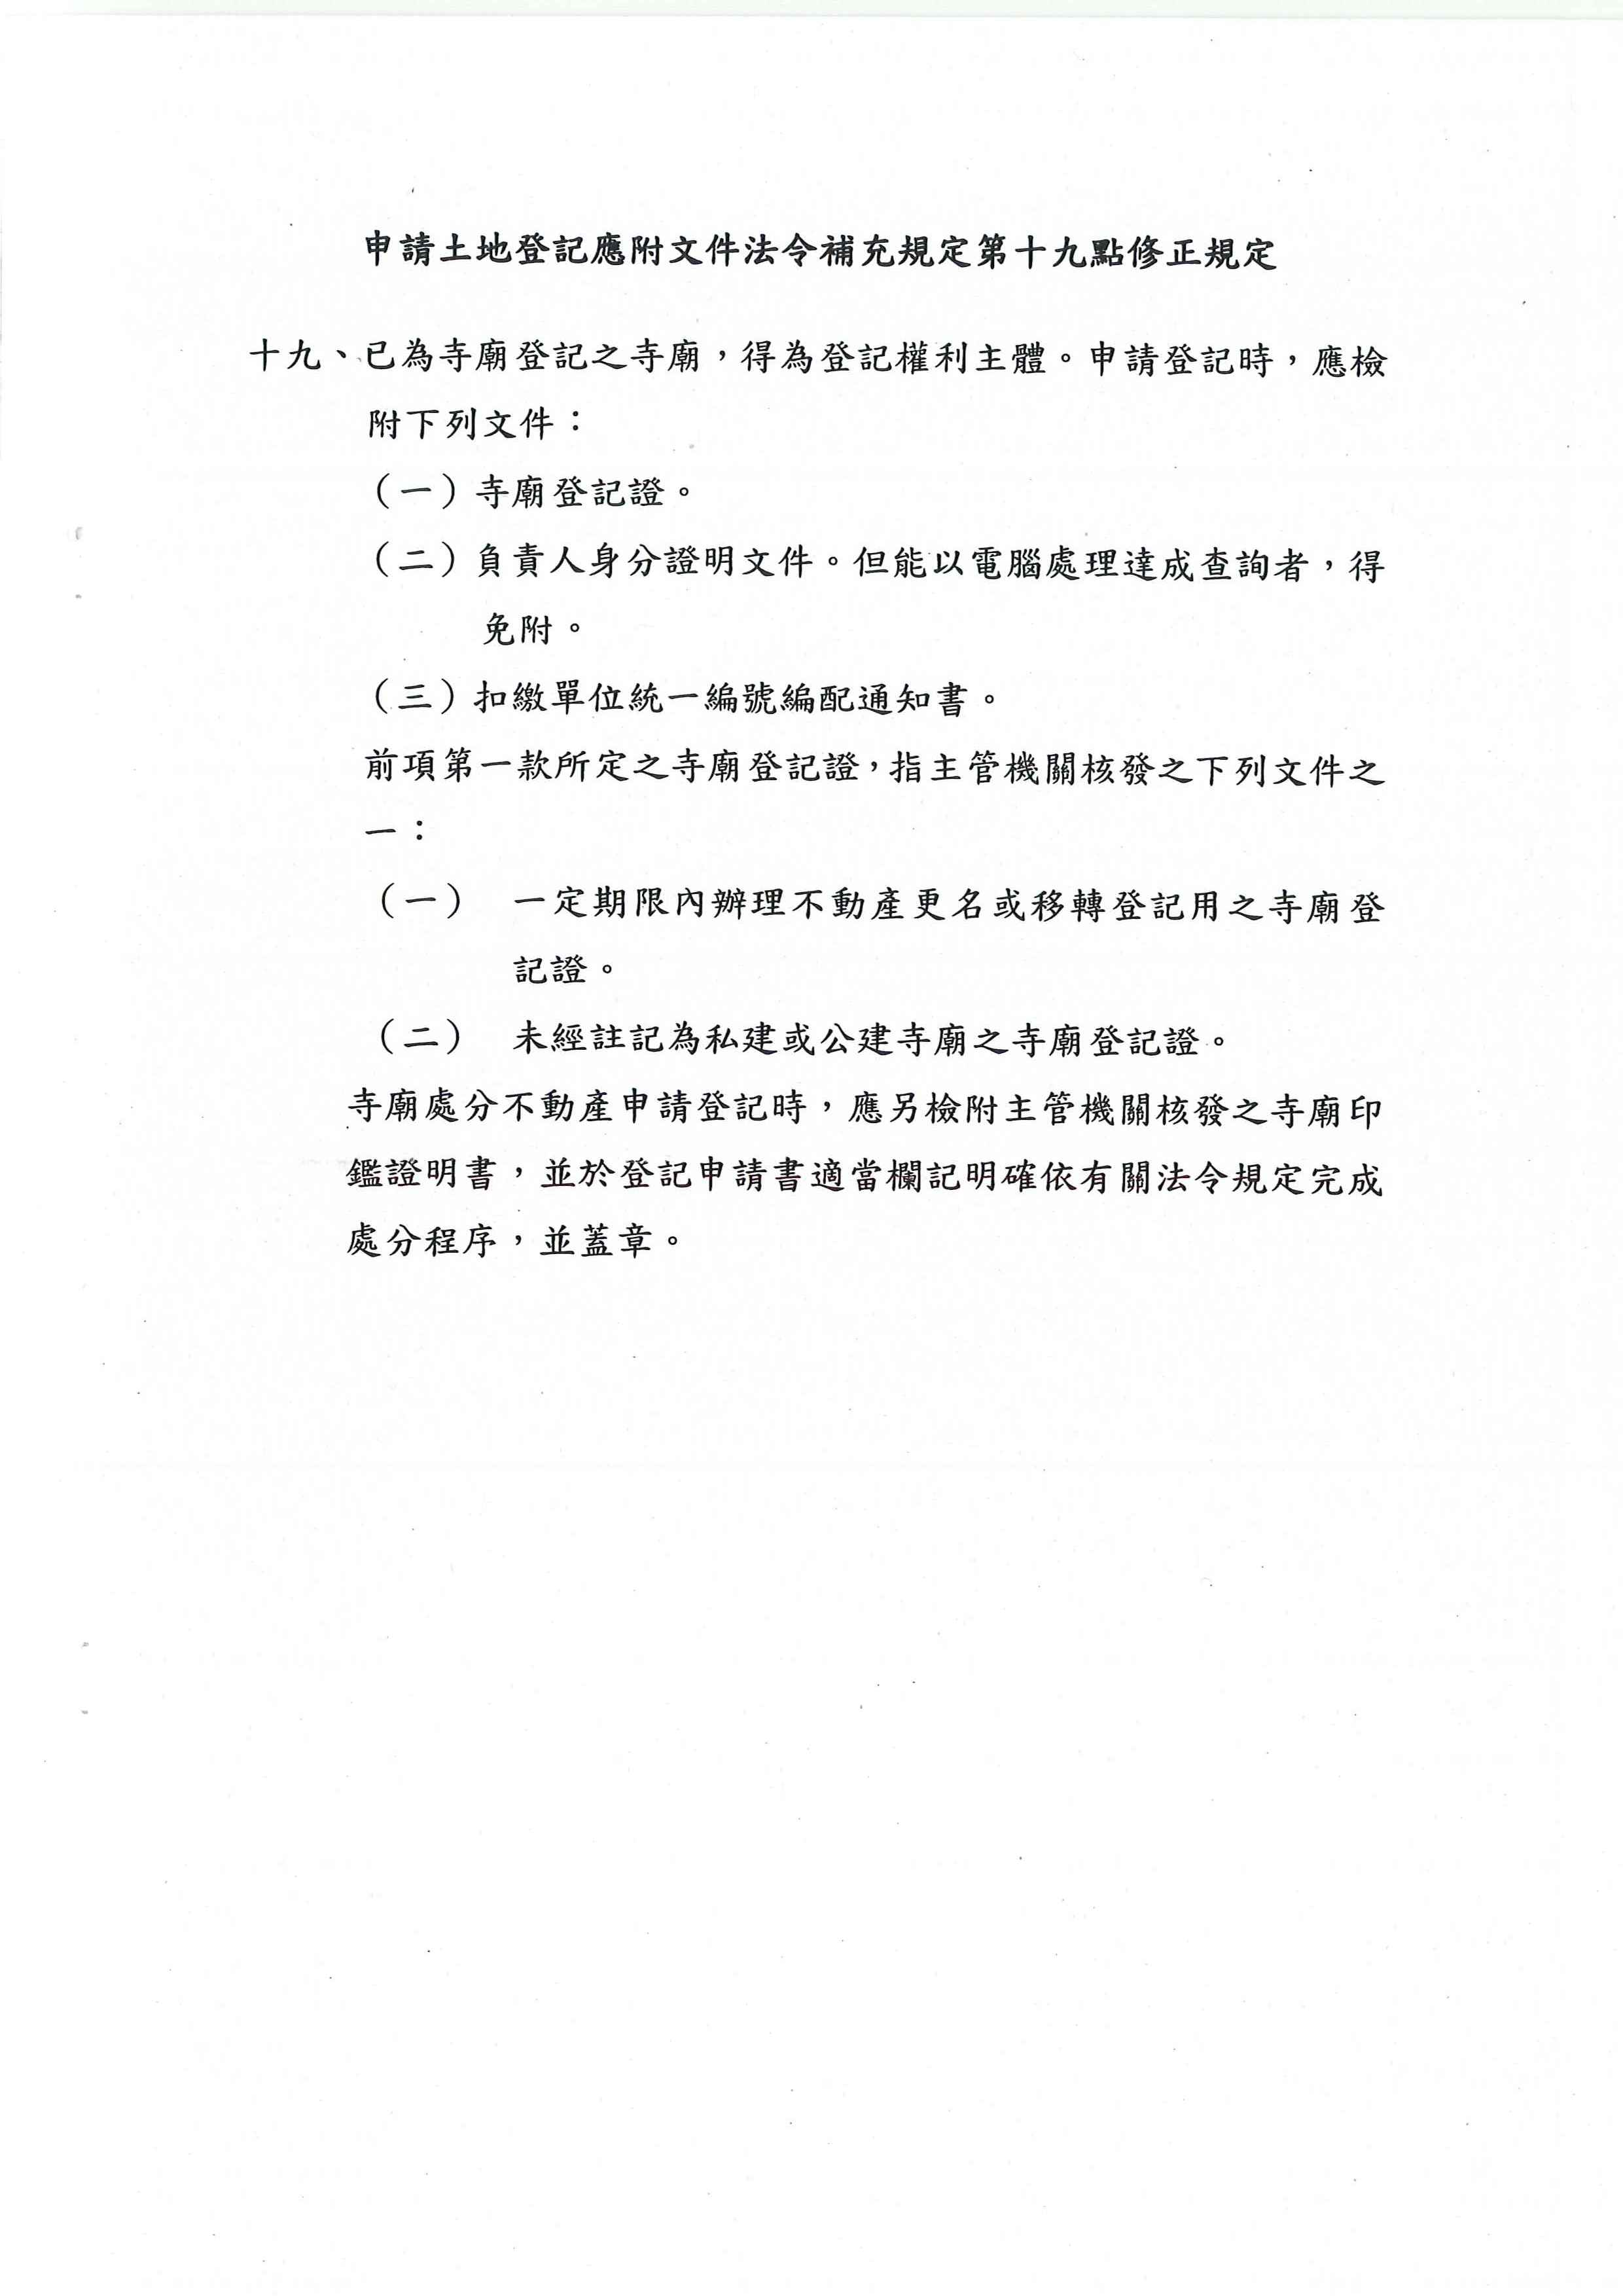 申請土地登記應附文件法令補充規定第十九點修正規定
十九、已為寺廟登記之寺廟，得為登記權利主體。申請登記時，應檢
附下列文件：
（一）寺廟登記證。
（二）負責人身分證明文件。但能以電腦處理達成查詢者，得
免附。
（三）扣繳單位統一編號編配通知書。
前項第一款所定之寺廟登記證，指主管機關核發之下列文件之
一：
（一）　一定期限內辦理不動產更名或移轉登記用之寺廟登
記證。
（二）　未經註記為私建或公建寺廟之寺廟登記證。
寺廟處分不動產申請登記時，應另檢附主管機關核發之寺廟印
鑑證明書，並於登記申請書適當欄記明確依有關法令規定完成
處分程序，並蓋章。